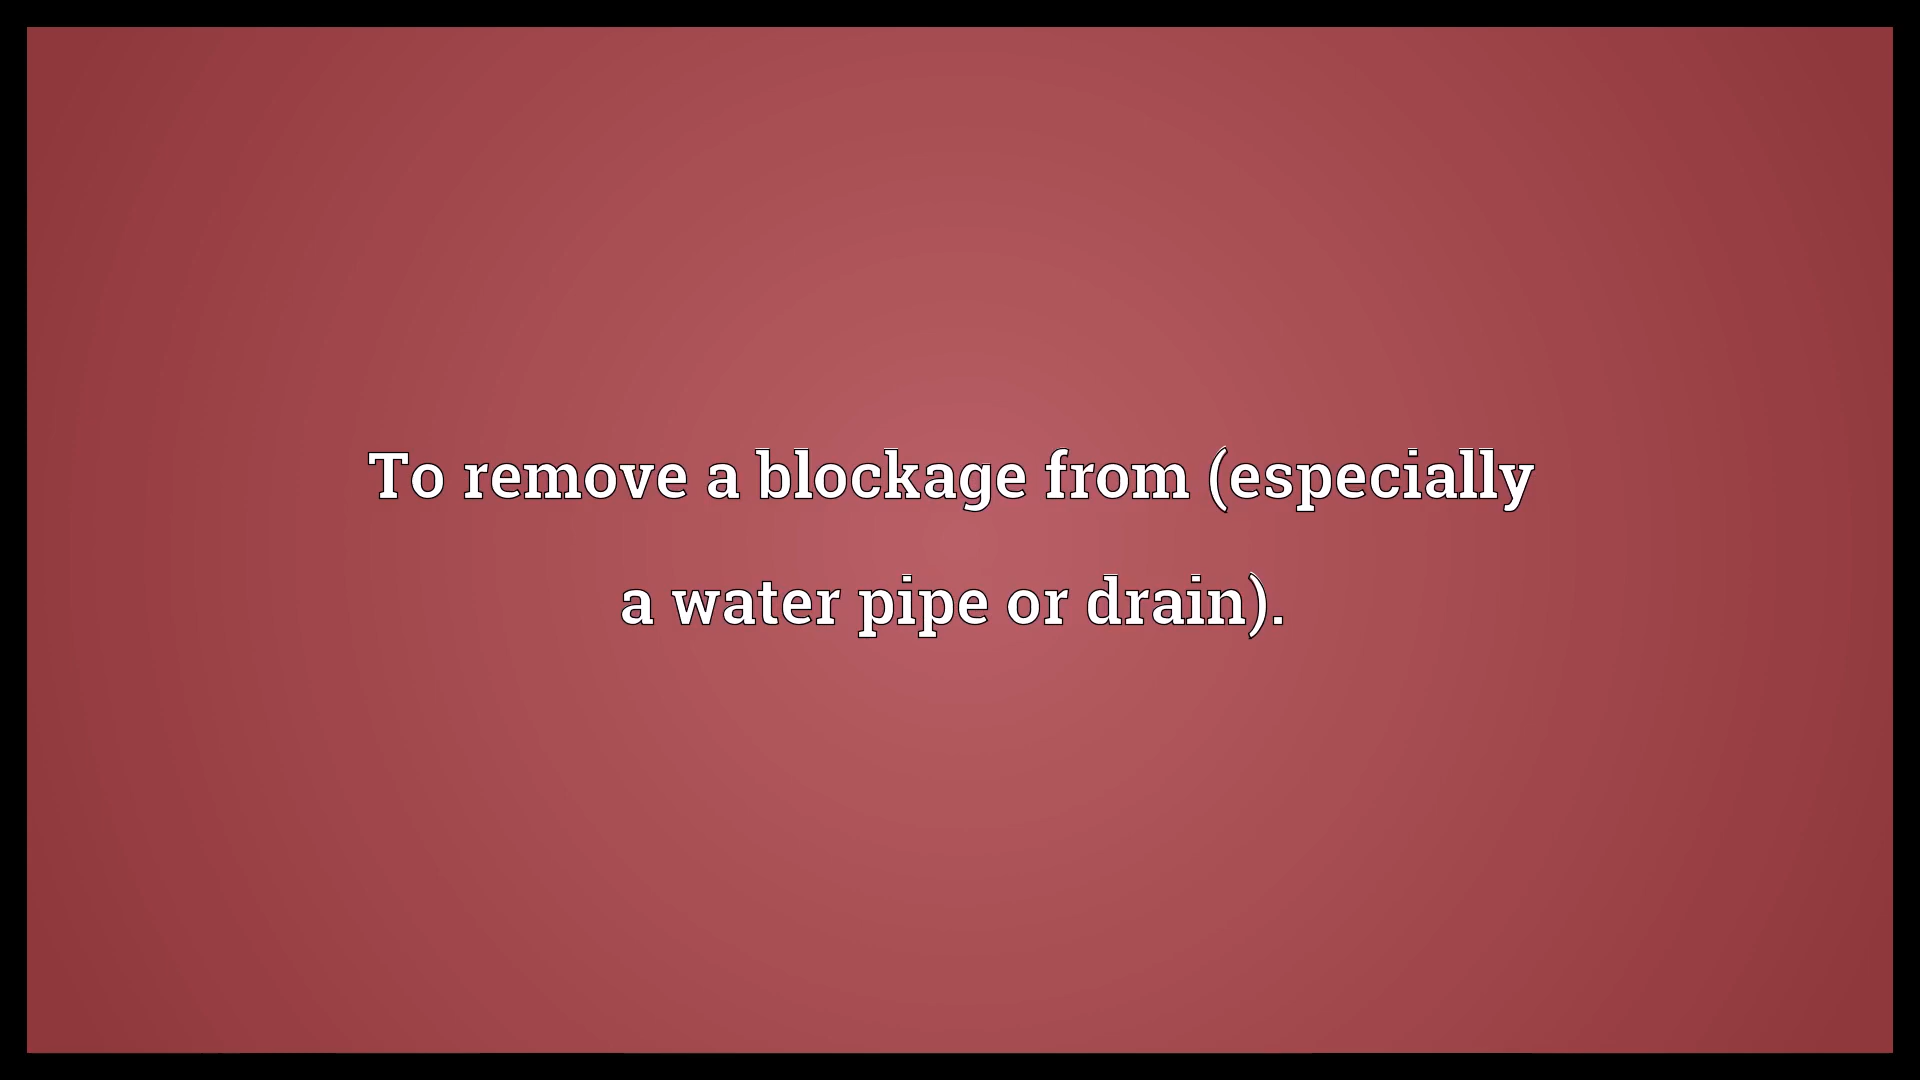 To remove a blockage from (especially
a water pipe or drain).